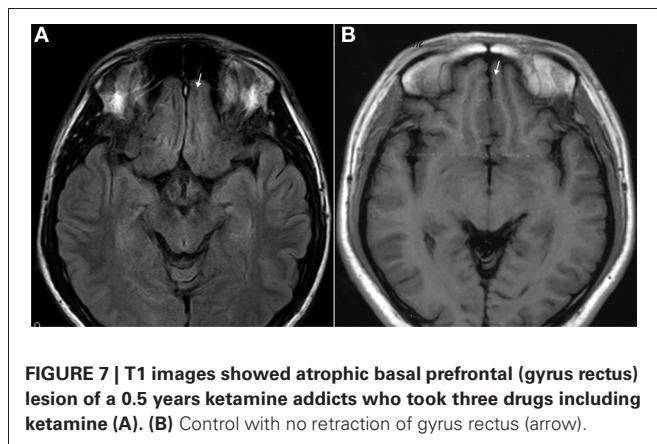 A
B
FIGURE 7 | T1 images showed atrophic basal prefrontal (gyrus rectus)
lesion of a 0.5 years ketamine addicts who took three drugs including
ketamine (A). (B) Control with no retraction of gyrus rectus (arrow).